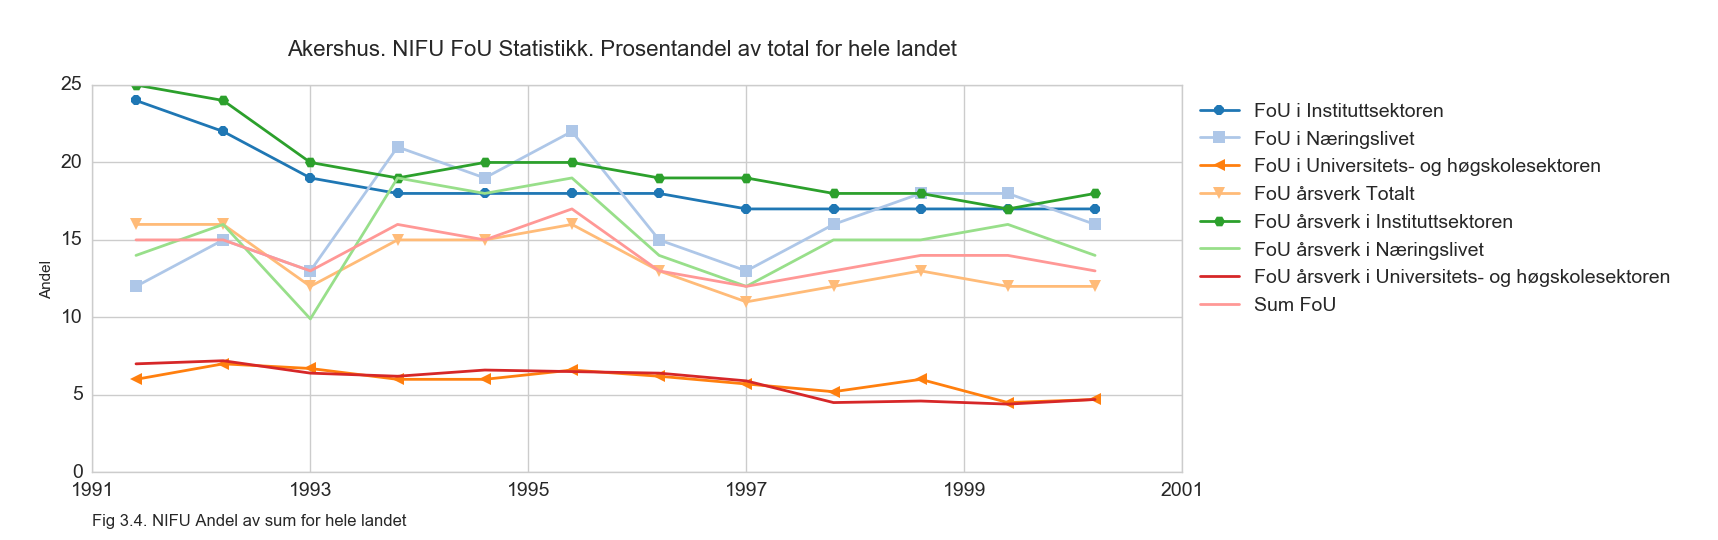 Akershus. NIFU FoU Statistikk. Prosentandel av total for hele landet
25
20
15
10
5
0
Andel
1991 1993 1995 1997 1999 2001
FoU i Instituttsektoren
FoU i Næringslivet
FoU i Universitets- og høgskolesektoren
FoU årsverk Totalt
FoU årsverk i Instituttsektoren
FoU årsverk i Næringslivet
FoU årsverk i Universitets- og høgskolesektoren
Sum FoU
Fig 3.4. NIFU Andel av sum for hele landet